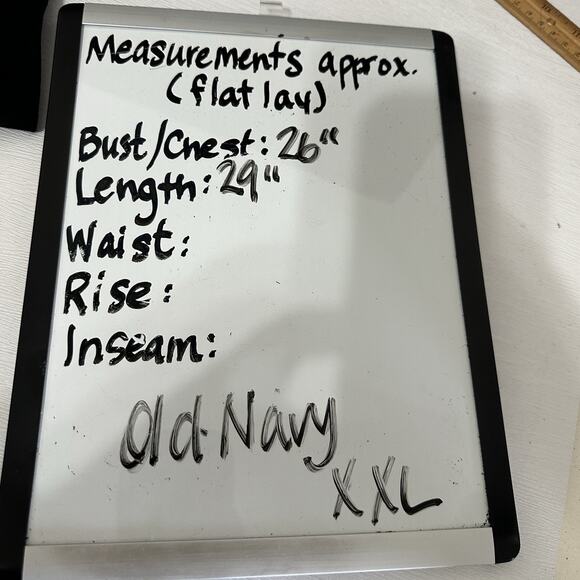 Measurements approx.
(flat lay)
Bust/Chest: 26"
Length: 29"
Waist:
Rise:
Inseam:
Old Navy
XXL